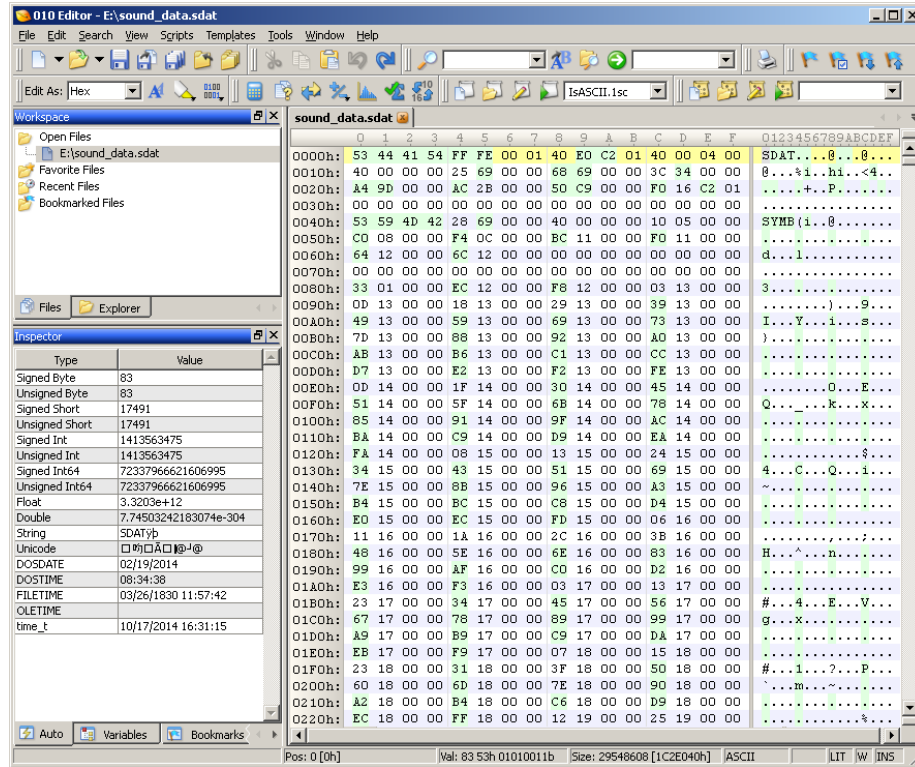 010 Editor - E:\sound_data.sdat
File Edit Search View Scripts Templates Tools Window Help
Edit As: Hex
IsASCII.1sc
Workspace
Open Files
E:\sound_data.sdat
Favorite Files
Recent Files
Bookmarked Files
Files Explorer
Inspector
Type Value
Signed Byte 83
Unsigned Byte 83
Signed Short 17491
Unsigned Short 17491
Signed Int 1413563475
Unsigned Int 1413563475
Signed Int64 72337966621606995
Unsigned Int64 72337966621606995
Float 3.3203e+12
Double 7.74503242183074e-304
String SDATÿþ
Unicode
DOSDATE 02/19/2014
DOSTIME 08:34:38
FILETIME 03/26/1830 11:57:42
OLETIME
time_t 10/17/2014 16:31:15
Auto Variables Bookmarks
sound_data.sdat
0 1 2 3 4 5 6 7 8 9 A B C D E F 0123456789ABCDEF
0000h: 53 44 41 54 FF FE 00 01 40 E0 C2 01 40 00 04 00 SDAT....@...@...
0010h: 40 00 00 00 25 69 00 00 68 69 00 00 3C 34 00 00 @...%i..hi..<4..
0020h: A4 9D 00 00 AC 2B 00 00 50 C9 00 00 F0 16 C2 01 .....+..P.......
0030h: 00 00 00 00 00 00 00 00 00 00 00 00 00 00 00 00 ................
0040h: 53 59 4D 42 28 69 00 00 40 00 00 00 10 05 00 00 SYMB(i..@.......
0050h: C0 08 00 00 F4 0C 00 00 BC 11 00 00 F0 11 00 00 ................
0060h: 64 12 00 00 6C 12 00 00 00 00 00 00 00 00 00 00 d...l...........
0070h: 00 00 00 00 00 00 00 00 00 00 00 00 00 00 00 00 ................
0080h: 33 01 00 00 EC 12 00 00 F8 12 00 00 03 13 00 00 3...............
0090h: 0D 13 00 00 18 13 00 00 29 13 00 00 39 13 00 00 ........)...9...
00A0h: 49 13 00 00 59 13 00 00 69 13 00 00 73 13 00 00 I...Y...i...s...
00B0h: 7D 13 00 00 88 13 00 00 92 13 00 00 A0 13 00 00 }...............
00C0h: AB 13 00 00 B6 13 00 00 C1 13 00 00 CC 13 00 00 ................
00D0h: D7 13 00 00 E2 13 00 00 F2 13 00 00 FE 13 00 00 ................
00E0h: 0D 14 00 00 1F 14 00 00 30 14 00 00 45 14 00 00 ........0...E...
00F0h: 51 14 00 00 5F 14 00 00 6B 14 00 00 78 14 00 00 Q..._...k...x...
0100h: 85 14 00 00 91 14 00 00 9F 14 00 00 AC 14 00 00 ................
0110h: BA 14 00 00 C9 14 00 00 D9 14 00 00 EA 14 00 00 ................
0120h: FA 14 00 00 08 15 00 00 13 15 00 00 24 15 00 00 ............$...
0130h: 34 15 00 00 43 15 00 00 51 15 00 00 69 15 00 00 4...C...Q...i...
0140h: 7E 15 00 00 8B 15 00 00 96 15 00 00 A3 15 00 00 ~...............
0150h: B4 15 00 00 BC 15 00 00 C8 15 00 00 D4 15 00 00 ................
0160h: E0 15 00 00 EC 15 00 00 FD 15 00 00 06 16 00 00 ................
0170h: 11 16 00 00 1A 16 00 00 2C 16 00 00 3B 16 00 00 ........,...;...
0180h: 48 16 00 00 5E 16 00 00 6E 16 00 00 83 16 00 00 H...^...n.......
0190h: 99 16 00 00 AF 16 00 00 C0 16 00 00 D2 16 00 00 ................
01A0h: E3 16 00 00 F3 16 00 00 03 17 00 00 13 17 00 00 ................
01B0h: 23 17 00 00 34 17 00 00 45 17 00 00 56 17 00 00 #...4...E...V...
01C0h: 67 17 00 00 78 17 00 00 89 17 00 00 99 17 00 00 g...x...........
01D0h: A9 17 00 00 B9 17 00 00 C9 17 00 00 DA 17 00 00 ................
01E0h: EB 17 00 00 F9 17 00 00 07 18 00 00 15 18 00 00 ................
01F0h: 23 18 00 00 31 18 00 00 3F 18 00 00 50 18 00 00 #...1...?...P...
0200h: 60 18 00 00 6D 18 00 00 7E 18 00 00 90 18 00 00 `...m...~.......
0210h: A2 18 00 00 B4 18 00 00 C6 18 00 00 D9 18 00 00 ................
0220h: EC 18 00 00 FF 18 00 00 12 19 00 00 25 19 00 00 ............%...
Pos: 0 [0h] Val: 83 53h 01010011b Size: 29548608 [1C2E040h] ASCII LIT W INS